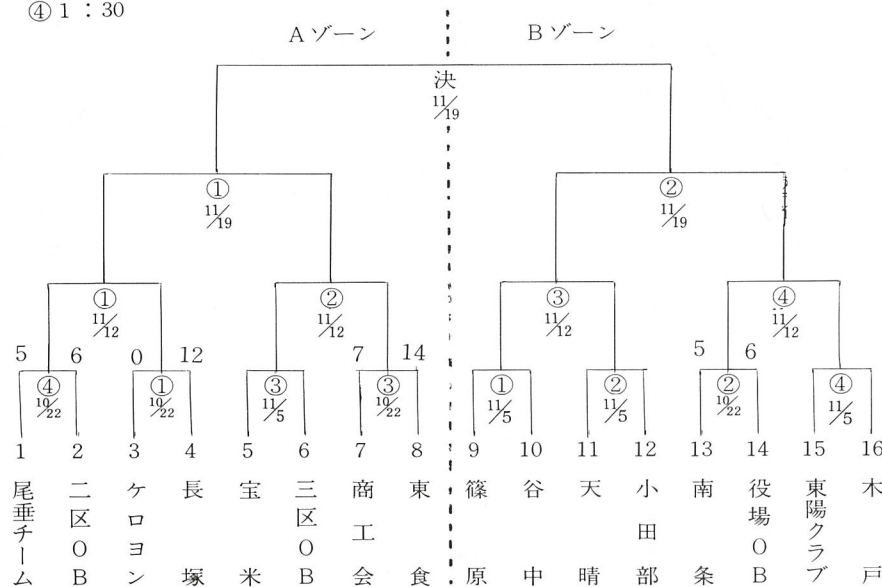 ④ 1 : 30
Aゾーン
Bゾーン
決
11/19
①
11/19
②
11/19
①
11/12
②
11/12
③
11/12
④
11/12
5 6 0 12 7 14 5 6
④ ① ③ ③ ① ② ② ④
10/22 10/22 11/5 10/22 11/5 11/5 10/22 11/5
1 2 3 4 5 6 7 8 9 10 11 12 13 14 15 16
尾垂チーム
二区OB
ケロヨン
長塚
宝米
三区OB
商工会
東食
篠原
谷中
天晴
小田部
南条
役場OB
東陽クラブ
木戸